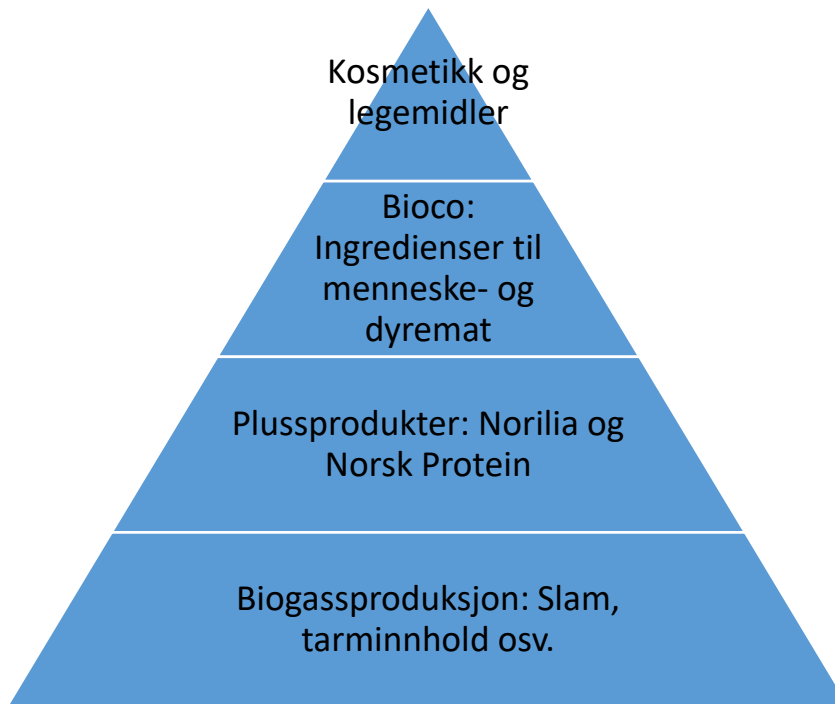 Kosmetikk og
legemidler
Bioco:
Ingredienser til
menneske- og
dyremat
Plussprodukter: Norilia og
Norsk Protein
Biogassproduksjon: Slam,
tarminnhold osv.